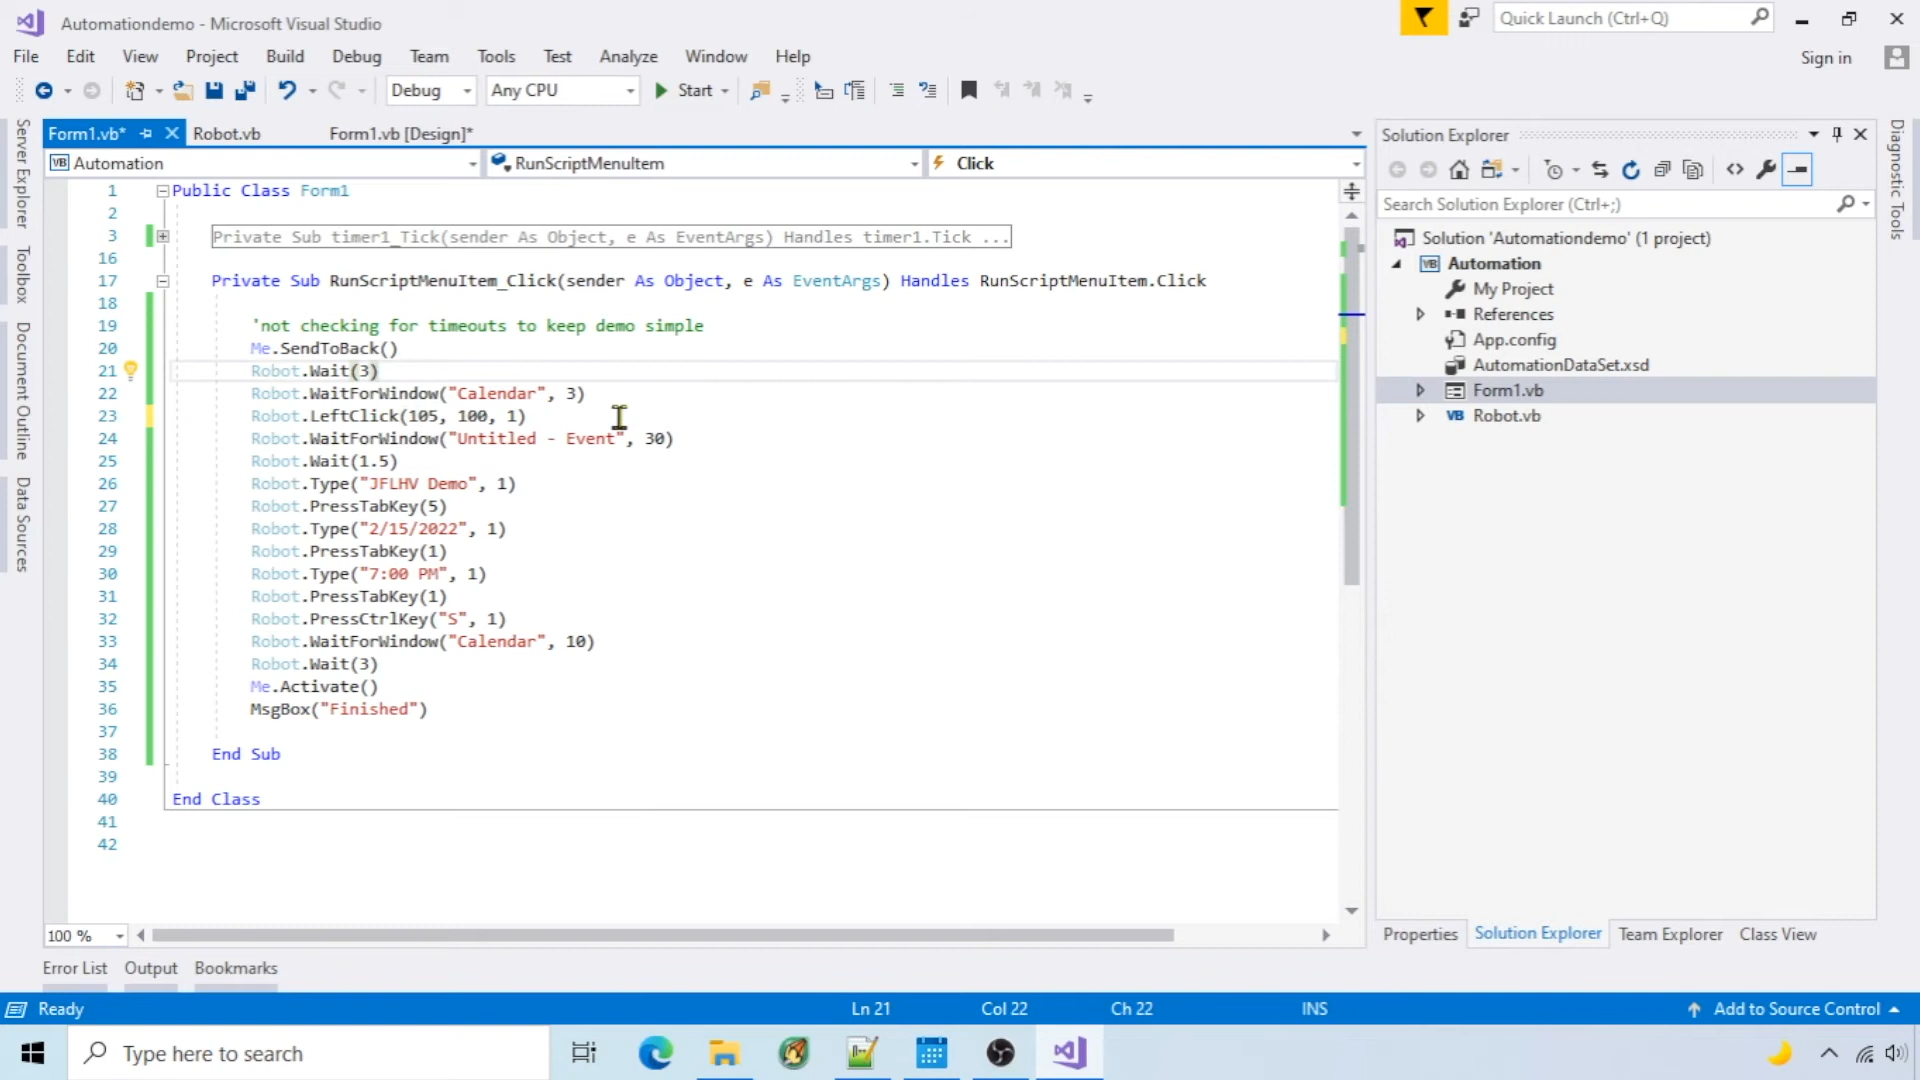 Automationdemo - Microsoft Visual Studio
Quick Launch (Ctrl+Q)
File Edit View Project Build Debug Team Tools Test Analyze Window Help
Sign in
Debug Any CPU Start
Form1.vb* Robot.vb Form1.vb [Design]*
VB Automation RunScriptMenuItem Click
Server Explorer
Toolbox
Document Outline
Data Sources
1 Public Class Form1
2
3 Private Sub timer1_Tick(sender As Object, e As EventArgs) Handles timer1.Tick ...
16
17 Private Sub RunScriptMenuItem_Click(sender As Object, e As EventArgs) Handles RunScriptMenuItem.Click
18
19 'not checking for timeouts to keep demo simple
20 Me.SendToBack()
21 Robot.Wait(3)
22 Robot.WaitForWindow("Calendar", 3)
23 Robot.LeftClick(105, 100, 1)
24 Robot.WaitForWindow("Untitled - Event", 30)
25 Robot.Wait(1.5)
26 Robot.Type("JFLHV Demo", 1)
27 Robot.PressTabKey(5)
28 Robot.Type("2/15/2022", 1)
29 Robot.PressTabKey(1)
30 Robot.Type("7:00 PM", 1)
31 Robot.PressTabKey(1)
32 Robot.PressCtrlKey("S", 1)
33 Robot.WaitForWindow("Calendar", 10)
34 Robot.Wait(3)
35 Me.Activate()
36 MsgBox("Finished")
37
38 End Sub
39
40 End Class
41
42
100 %
Solution Explorer
Search Solution Explorer (Ctrl+;)
Solution 'Automationdemo' (1 project)
VB Automation
My Project
References
App.config
AutomationDataSet.xsd
Form1.vb
VB Robot.vb
Diagnostic Tools
Properties Solution Explorer Team Explorer Class View
Error List Output Bookmarks
Ready Ln 21 Col 22 Ch 22 INS Add to Source Control
Type here to search